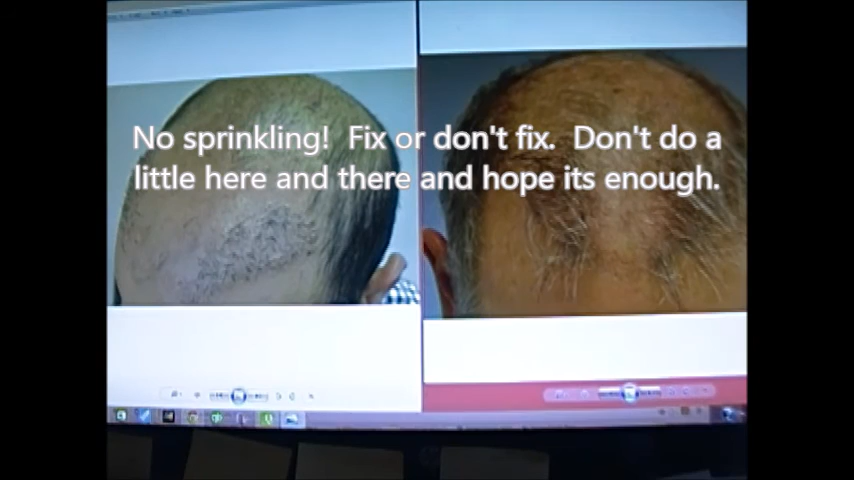 No sprinkling!  Fix or don't fix.  Don't do a
little here and there and hope its enough.